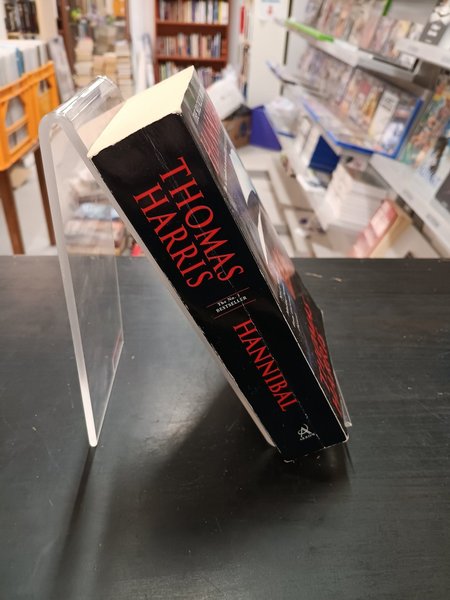 THOMAS
HARRIS
The No. 1
BESTSELLER
HANNIBAL